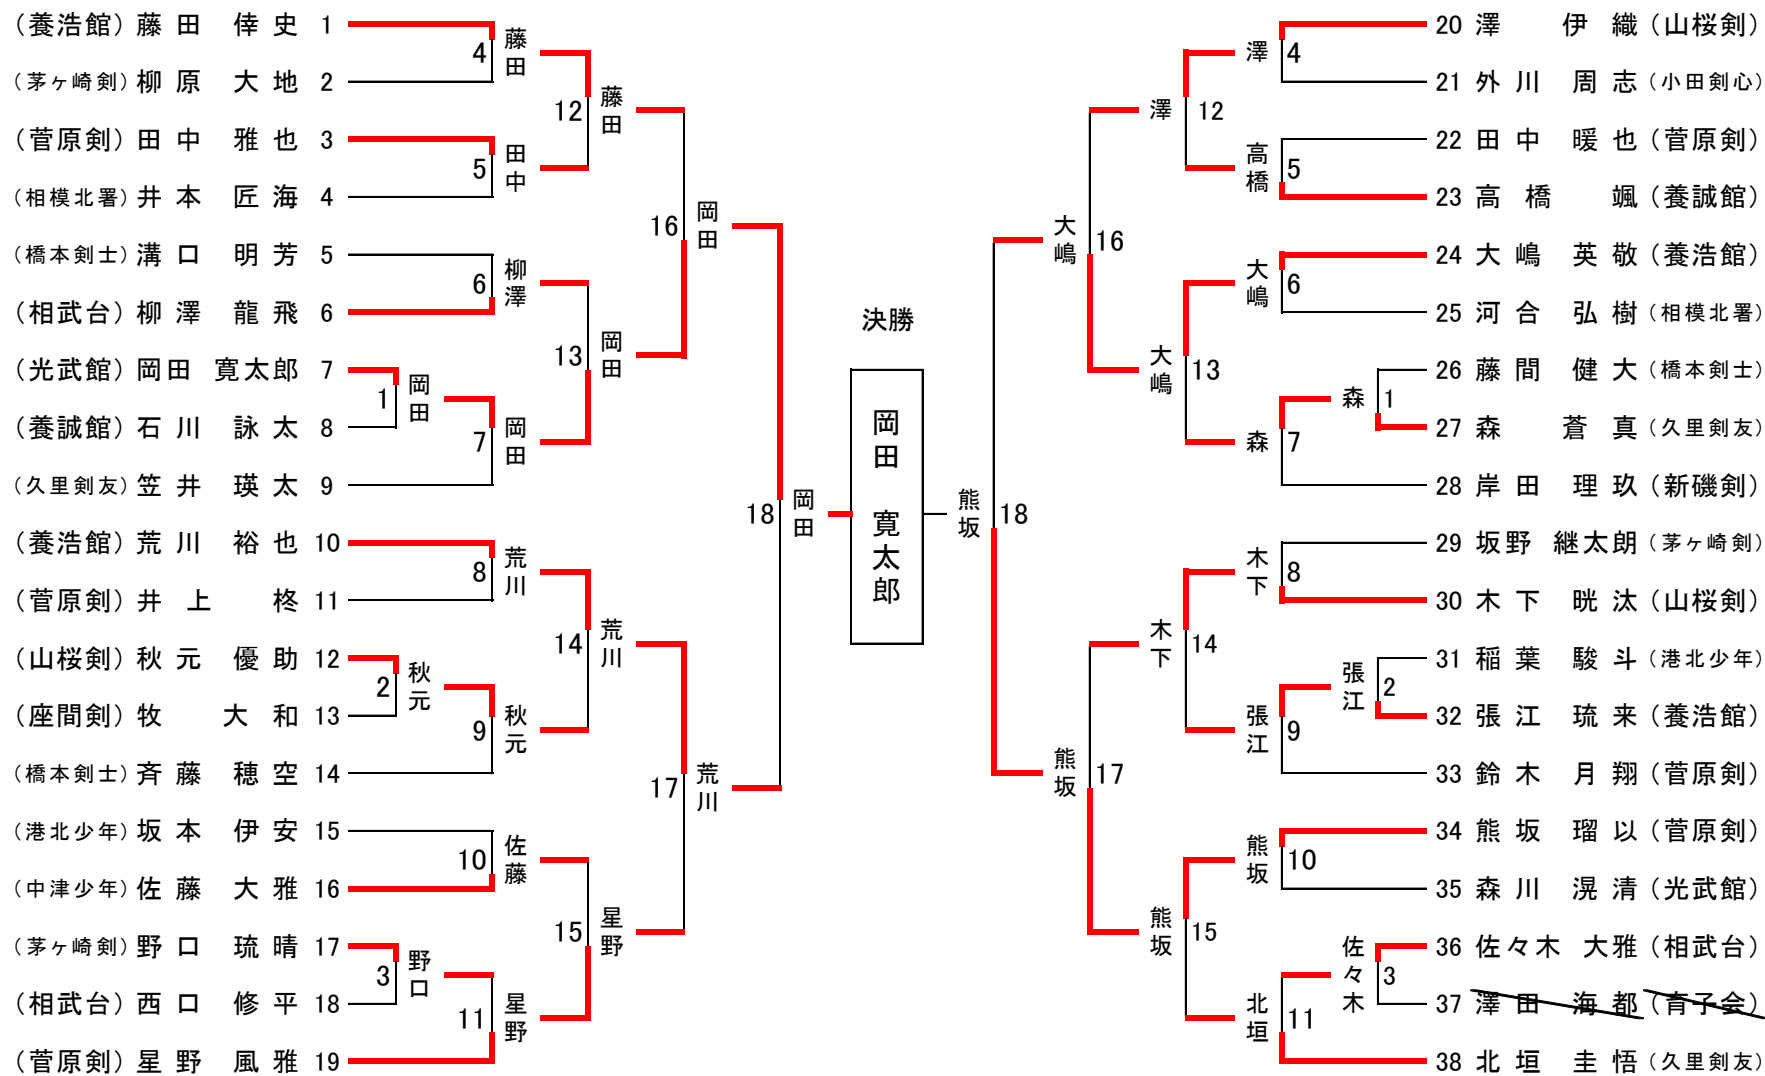 (養浩館) 藤田 倖史 1
(茅ヶ崎剣) 柳原 大地 2
(菅原剣) 田中 雅也 3
(相模北署) 井本 匠海 4
(橋本剣士) 溝口 明芳 5
(相武台) 柳澤 龍飛 6
(光武館) 岡田 寛太郎 7
(養誠館) 石川 詠太 8
(久里剣友) 笠井 瑛太 9
(養浩館) 荒川 裕也 10
(菅原剣) 井上 柊 11
(山桜剣) 秋元 優助 12
(座間剣) 牧 大和 13
(橋本剣士) 斉藤 穂空 14
(港北少年) 坂本 伊安 15
(中津少年) 佐藤 大雅 16
(茅ヶ崎剣) 野口 琉晴 17
(相武台) 西口 修平 18
(菅原剣) 星野 風雅 19
1 岡田
2 秋元
3 野口
4 藤田
5 田中
6 柳澤
7 岡田
8 荒川
9 秋元
10 佐藤
11 星野
12 藤田
13 岡田
14 荒川
15 星野
16 岡田
17 荒川
18 岡田
決勝
岡田 寛太郎
熊坂 18
大嶋 16
熊坂 17
澤 12
大嶋 13
木下 14
熊坂 15
澤 4
高橋 5
大嶋 6
森 7
木下 8
張江 9
熊坂 10
北垣 11
森 1
張江 2
佐々木 3
20 澤 伊織 (山桜剣)
21 外川 周志 (小田剣心)
22 田中 暖也 (菅原剣)
23 高橋 颯 (養誠館)
24 大嶋 英敬 (養浩館)
25 河合 弘樹 (相模北署)
26 藤間 健大 (橋本剣士)
27 森 蒼真 (久里剣友)
28 岸田 理玖 (新磯剣)
29 坂野 継太朗 (茅ヶ崎剣)
30 木下 晄汰 (山桜剣)
31 稲葉 駿斗 (港北少年)
32 張江 琉来 (養浩館)
33 鈴木 月翔 (菅原剣)
34 熊坂 瑠以 (菅原剣)
35 森川 滉清 (光武館)
36 佐々木 大雅 (相武台)
37 澤田 海都 (育子会)
38 北垣 圭悟 (久里剣友)